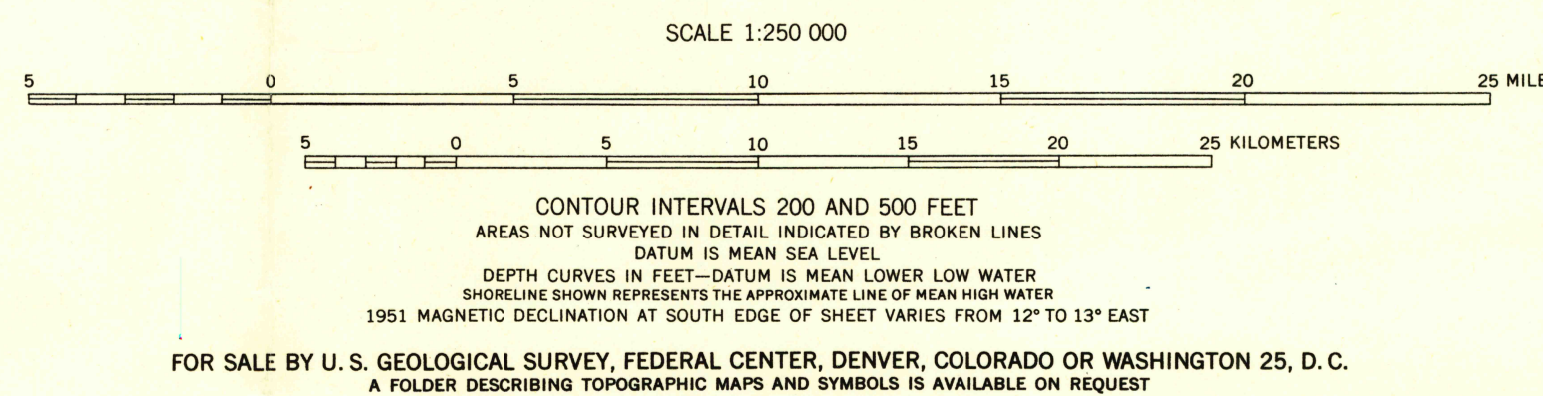 SCALE 1:250 000
5 0 5 10 15 20 25 MILE
5 0 5 10 15 20 25 KILOMETERS
CONTOUR INTERVALS 200 AND 500 FEET
AREAS NOT SURVEYED IN DETAIL INDICATED BY BROKEN LINES
DATUM IS MEAN SEA LEVEL
DEPTH CURVES IN FEET—DATUM IS MEAN LOWER LOW WATER
SHORELINE SHOWN REPRESENTS THE APPROXIMATE LINE OF MEAN HIGH WATER
1951 MAGNETIC DECLINATION AT SOUTH EDGE OF SHEET VARIES FROM 12° TO 13° EAST
FOR SALE BY U. S. GEOLOGICAL SURVEY, FEDERAL CENTER, DENVER, COLORADO OR WASHINGTON 25, D. C.
A FOLDER DESCRIBING TOPOGRAPHIC MAPS AND SYMBOLS IS AVAILABLE ON REQUEST